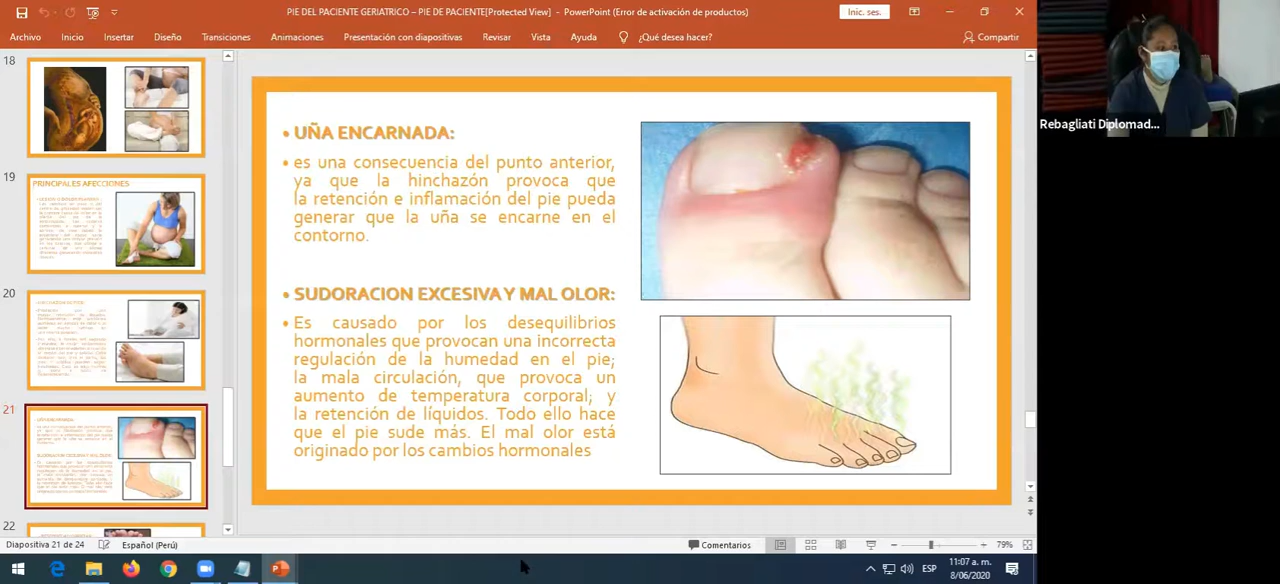 PIE DEL PACIENTE GERIATRICO – PIE DE PACIENTE[Protected View] – PowerPoint (Error de activación de productos)
Inic. ses.
Archivo Inicio Insertar Diseño Transiciones Animaciones Presentación con diapositivas Revisar Vista Ayuda ¿Qué desea hacer? Compartir
18
19
PRINCIPALES AFECCIONES
20
21
22
• UÑA ENCARNADA:
• es una consecuencia del punto anterior,
ya que la hinchazón provoca que
la retención e inflamación del pie pueda
generar que la uña se encarne en el
contorno.
• SUDORACION EXCESIVA Y MAL OLOR:
• Es causado por los desequilibrios
hormonales que provocan una incorrecta
regulación de la humedad en el pie;
la mala circulación, que provoca un
aumento de temperatura corporal; y
la retención de líquidos. Todo ello hace
que el pie sude más. El mal olor está
originado por los cambios hormonales
Rebagliati Diplomad...
Diapositiva 21 de 24 Español (Perú) Comentarios 79%
ESP 11:07 a. m.
8/06/2020